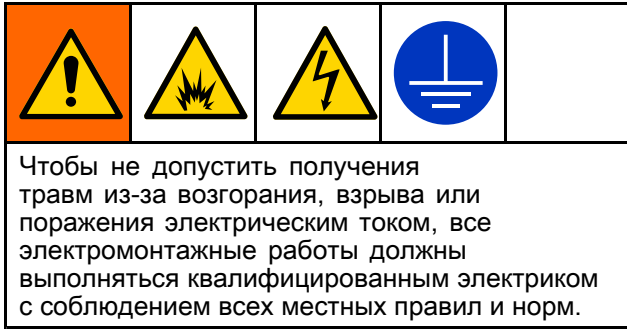 Чтобы не допустить получения
травм из-за возгорания, взрыва или
поражения электрическим током, все
электромонтажные работы должны
выполняться квалифицированным электриком
с соблюдением всех местных правил и норм.